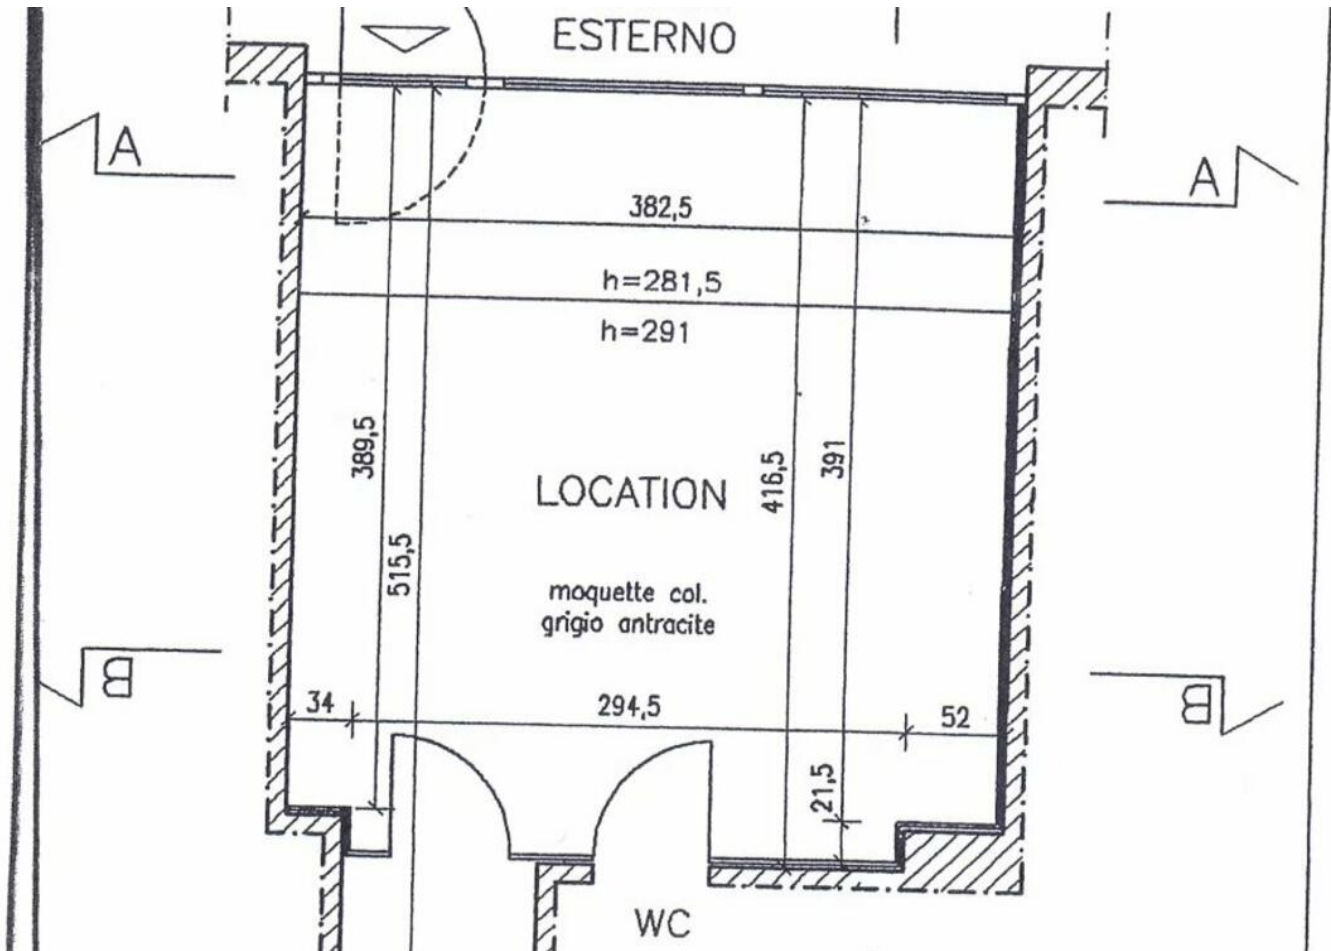 ESTERNO
A
A
382,5
h=281,5
h=291
389,5
416,5
391
LOCATION
515,5
moquette col.
grigio antracite
B
B
34
294,5
52
21,5
WC